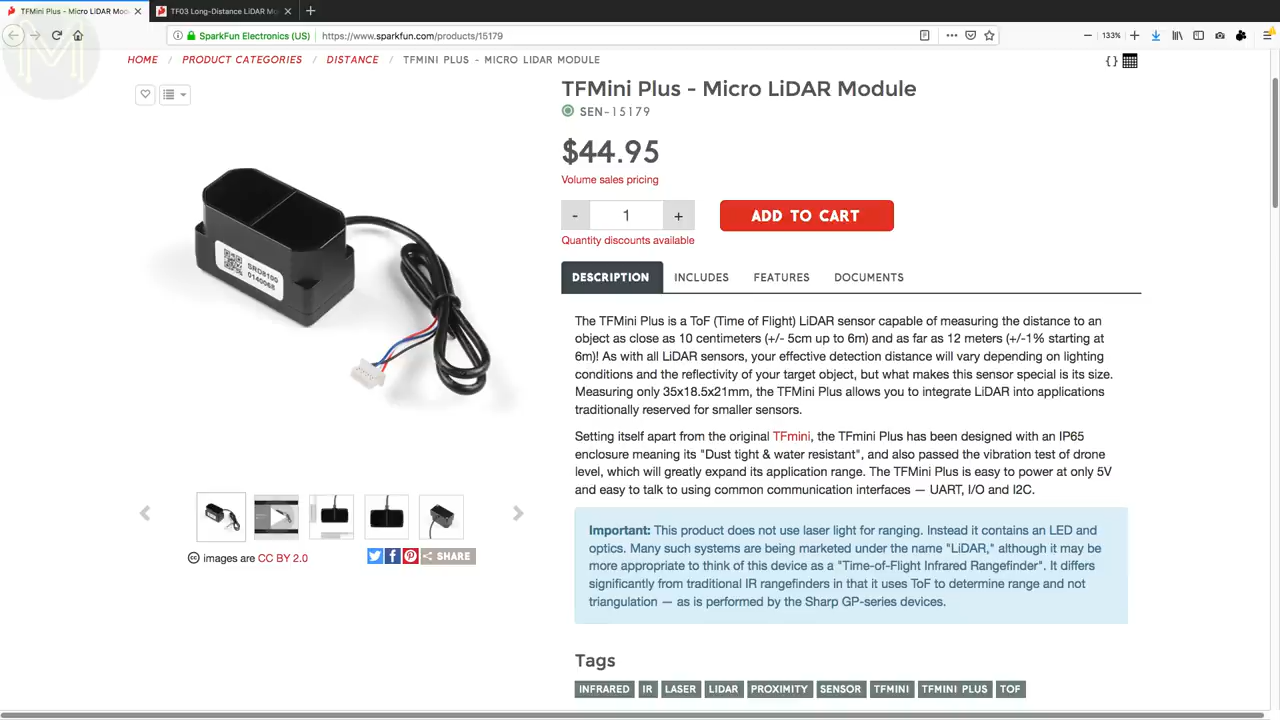 TFMini Plus - Micro LiDAR Mod
TF03 Long-Distance LiDAR Mo
SparkFun Electronics (US)
https://www.sparkfun.com/products/15179
133%
HOME / PRODUCT CATEGORIES / DISTANCE / TFMINI PLUS - MICRO LIDAR MODULE
{ }
M
TFMini Plus - Micro LiDAR Module
SEN-15179
$44.95
Volume sales pricing
- 1 +
ADD TO CART
Quantity discounts available
DESCRIPTION INCLUDES FEATURES DOCUMENTS
SRD8100
0140068
The TFMini Plus is a ToF (Time of Flight) LiDAR sensor capable of measuring the distance to an
object as close as 10 centimeters (+/- 5cm up to 6m) and as far as 12 meters (+/-1% starting at
6m)! As with all LiDAR sensors, your effective detection distance will vary depending on lighting
conditions and the reflectivity of your target object, but what makes this sensor special is its size.
Measuring only 35x18.5x21mm, the TFMini Plus allows you to integrate LiDAR into applications
traditionally reserved for smaller sensors.
Setting itself apart from the original TFmini, the TFmini Plus has been designed with an IP65
enclosure meaning its "Dust tight & water resistant", and also passed the vibration test of drone
level, which will greatly expand its application range. The TFMini Plus is easy to power at only 5V
and easy to talk to using common communication interfaces — UART, I/O and I2C.
Important: This product does not use laser light for ranging. Instead it contains an LED and
optics. Many such systems are being marketed under the name "LiDAR," although it may be
more appropriate to think of this device as a "Time-of-Flight Infrared Rangefinder". It differs
significantly from traditional IR rangefinders in that it uses ToF to determine range and not
triangulation — as is performed by the Sharp GP-series devices.
cc images are CC BY 2.0
SHARE
Tags
INFRARED IR LASER LIDAR PROXIMITY SENSOR TFMINI TFMINI PLUS TOF